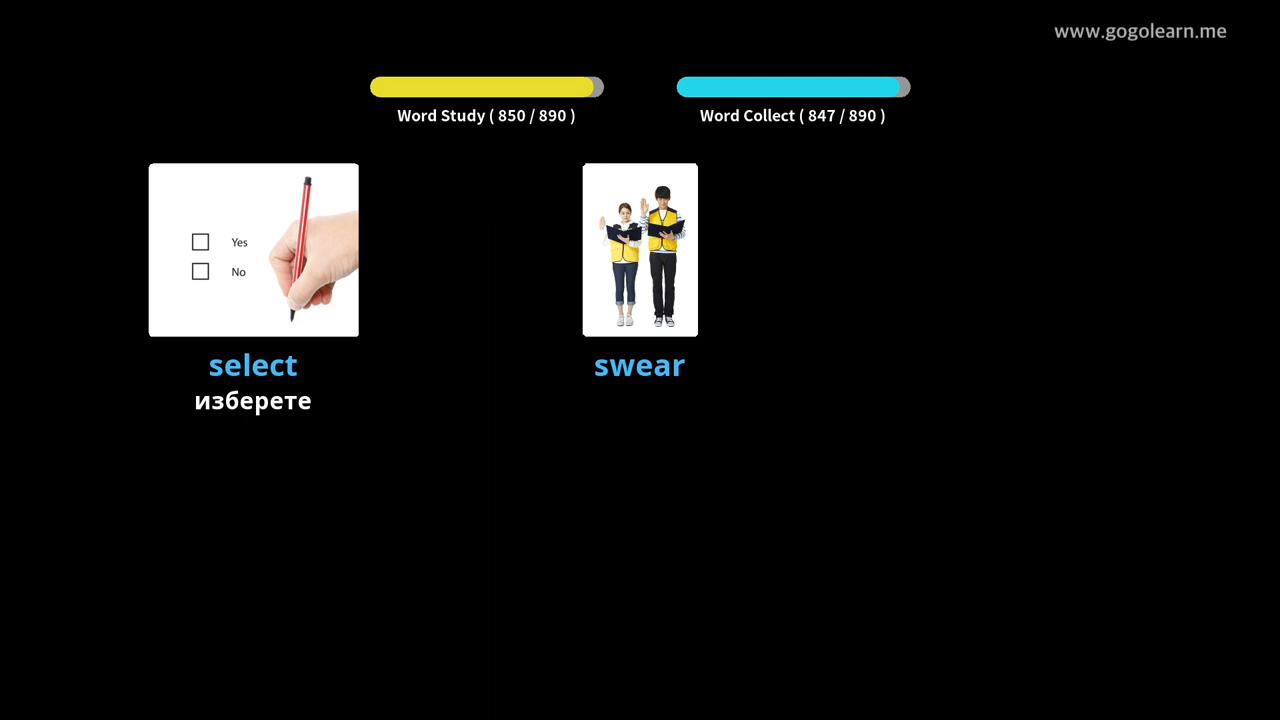 www.gogolearn.me
Word Study ( 850 / 890 )
Word Collect ( 847 / 890 )
Yes
No
select
изберете
swear